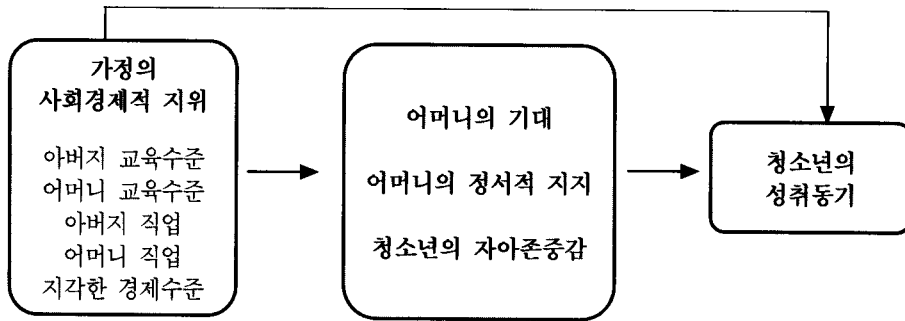 가정의
사회경제적 지위
아버지 교육수준
어머니 교육수준
아버지 직업
어머니 직업
지각한 경제수준
어머니의 기대
어머니의 정서적 지지
청소년의 자아존중감
청소년의
성취동기